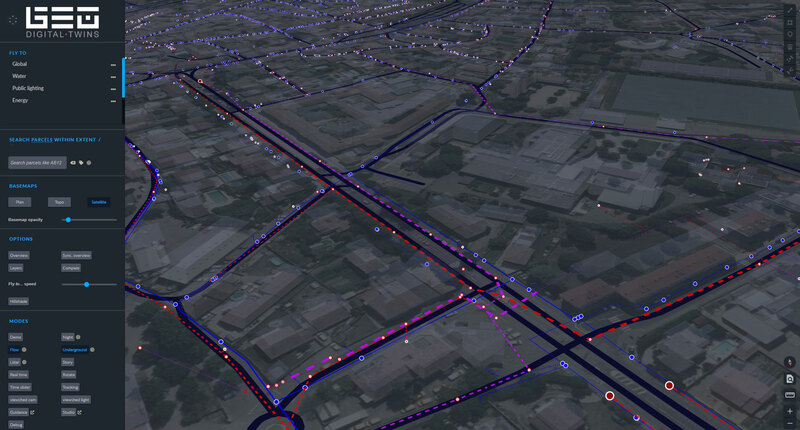 GEO
DIGITAL·TWINS
FLY TO
Global
Water
Public lighting
Energy
SEARCH PARCELS WITHIN EXTENT /
Search parcels like AB12
BASEMAPS
Plan Topo Satellite
Basemap opacity
OPTIONS
Overview Sync. overview
Layers Compare
Fly to... speed
Hillshade
MODES
Demo Night
Flow Underground
Lidar Story
Real time Rotate
Time slider Tracking
viewshed cam viewshed light
Guidance Studio
Debug